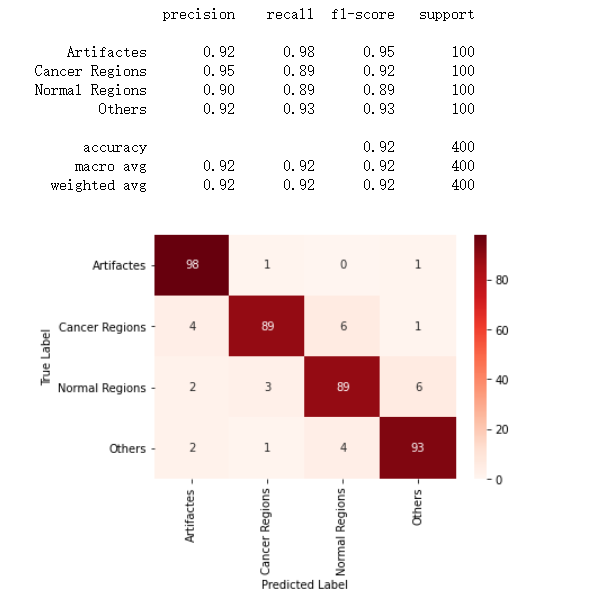 precision recall f1-score support
Artifactes 0.92 0.98 0.95 100
Cancer Regions 0.95 0.89 0.92 100
Normal Regions 0.90 0.89 0.89 100
Others 0.92 0.93 0.93 100
accuracy 0.92 400
macro avg 0.92 0.92 0.92 400
weighted avg 0.92 0.92 0.92 400
Artifactes 98 1 0 1
Cancer Regions 4 89 6 1
Normal Regions 2 3 89 6
Others 2 1 4 93
True Label
Artifactes
Cancer Regions
Normal Regions
Others
Predicted Label
80
60
40
20
0